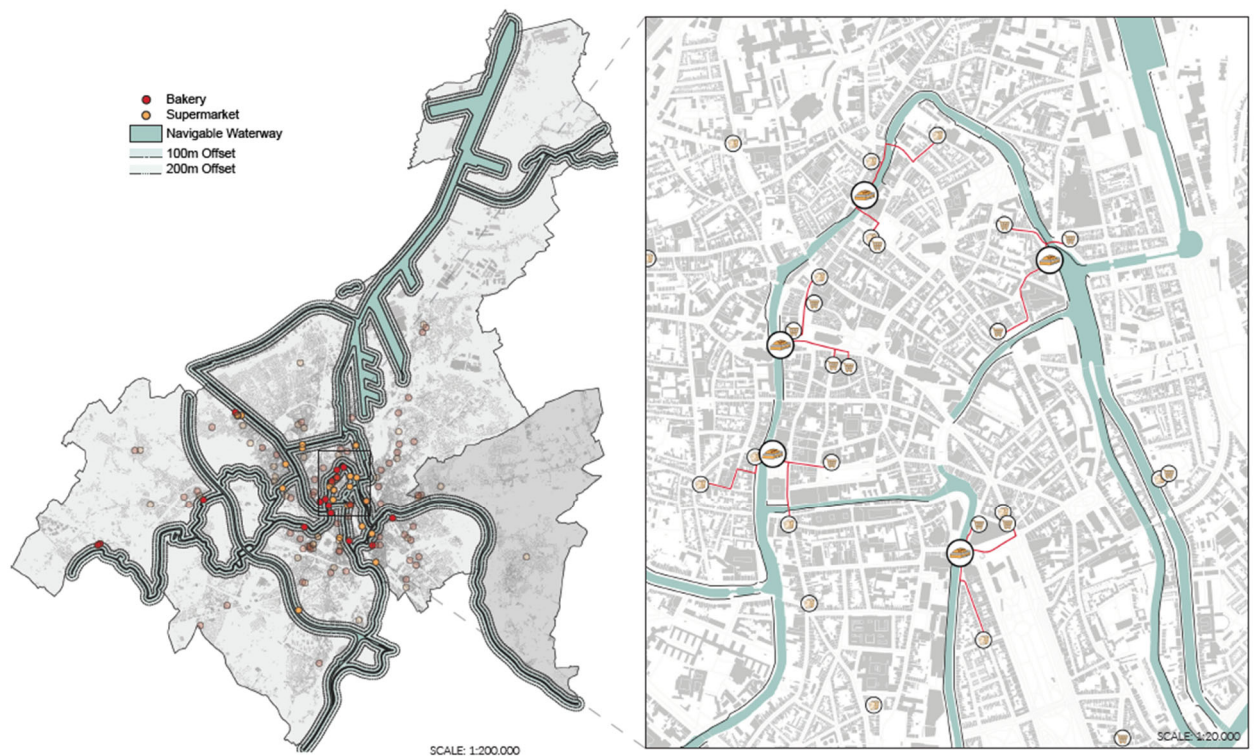 Bakery
Supermarket
Navigable Waterway
100m Offset
200m Offset
SCALE: 1:200.000
SCALE: 1:20.000